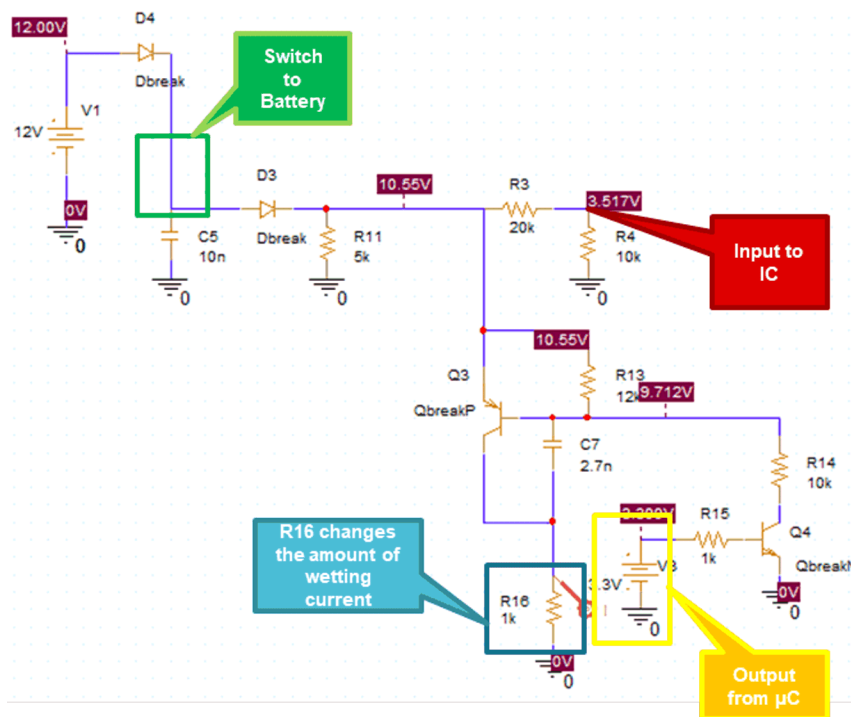 D4
12.00V
Dbreak
V1
12V
0V
0
Switch
to
Battery
D3
Dbreak
C5
10n
0
R11
5k
0
10.55V
R3
20k
3.517V
R4
10k
0
Input to
IC
10.55V
Q3
QbreakP
R13
12k
9.712V
C7
2.7n
R14
10k
R15
1k
Q4
0V
0
R16 changes
the amount of
wetting
current
R16
1k
0V
0
3.3V
0
Output
from µC